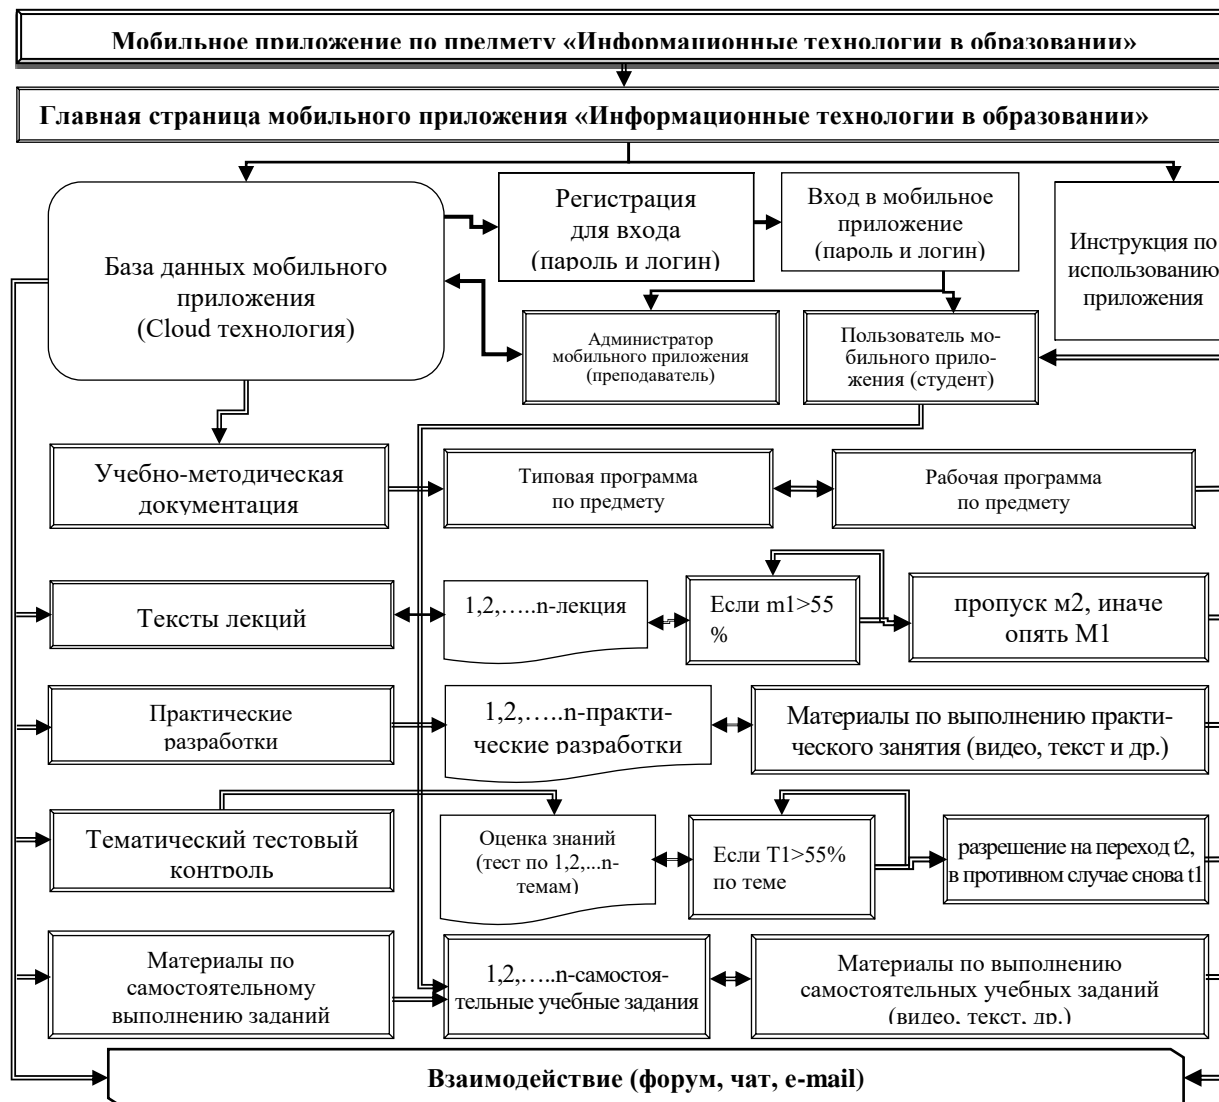 Мобильное приложение по предмету «Информационные технологии в образовании»
Главная страница мобильного приложения «Информационные технологии в образовании»
База данных мобильного
приложения
(Cloud технология)
Регистрация
для входа
(пароль и логин)
Вход в мобильное
приложение
(пароль и логин)
Инструкция по
использованию
приложения
Администратор
мобильного приложения
(преподаватель)
Пользователь мо-
бильного прило-
жения (студент)
Учебно-методическая
документация
Типовая программа
по предмету
Рабочая программа
по предмету
Тексты лекций
1,2,…..n-лекция
Если m1>55
%
пропуск м2, иначе
опять М1
Практические
разработки
1,2,…..n-практи-
ческие разработки
Материалы по выполнению практи-
ческого занятия (видео, текст и др.)
Тематический тестовый
контроль
Оценка знаний
(тест по 1,2,...n-
темам)
Если T1>55%
по теме
разрешение на переход t2,
в противном случае снова t1
Материалы по
самостоятельному
выполнению заданий
1,2,…..n-самостоя-
тельные учебные задания
Материалы по выполнению
самостоятельных учебных заданий
(видео, текст, др.)
Взаимодействие (форум, чат, e-mail)